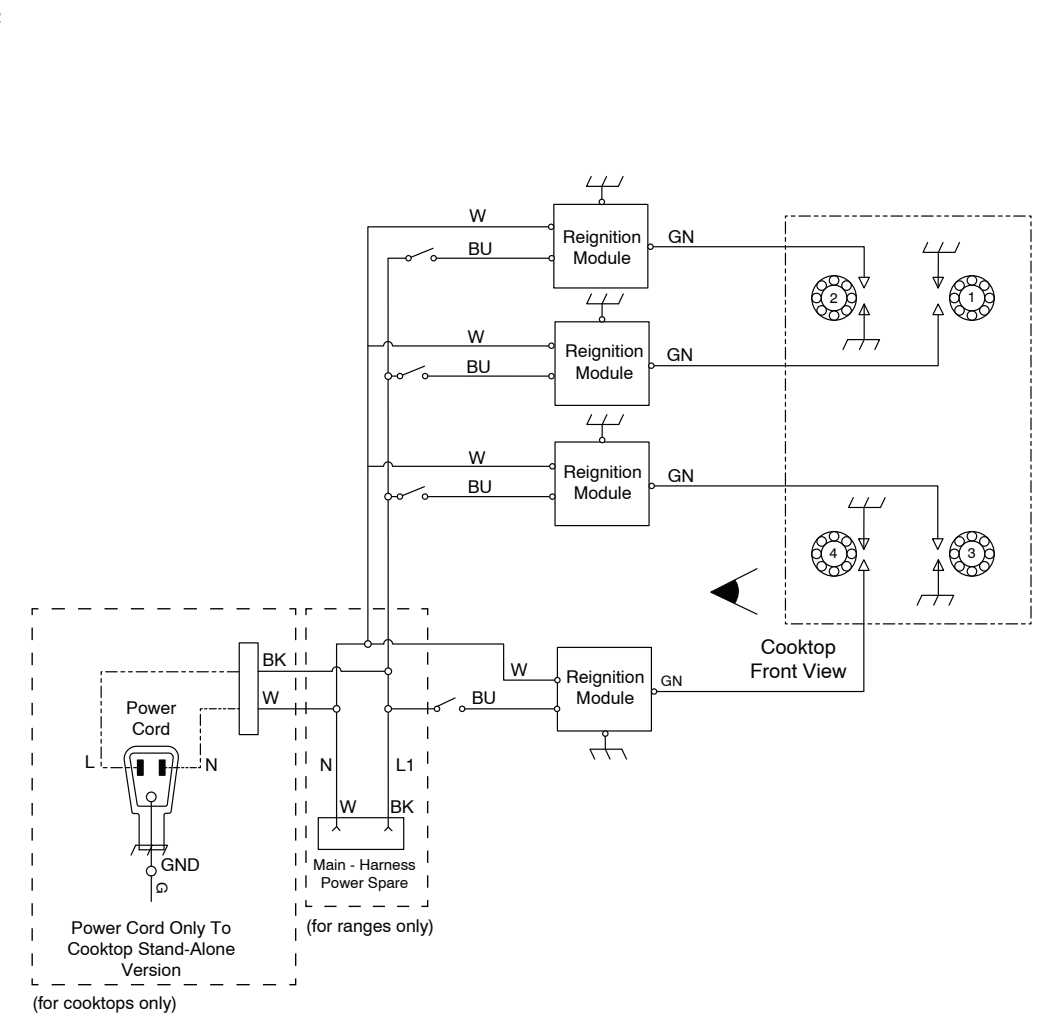 W
BU
Reignition
Module
GN
2
1
W
BU
Reignition
Module
GN
W
BU
Reignition
Module
GN
4
3
Cooktop
Front View
BK
W
Power
Cord
L
N
GND
G
Power Cord Only To
Cooktop Stand-Alone
Version
(for cooktops only)
N
L1
W
BK
Main - Harness
Power Spare
(for ranges only)
W
BU
Reignition
Module
GN